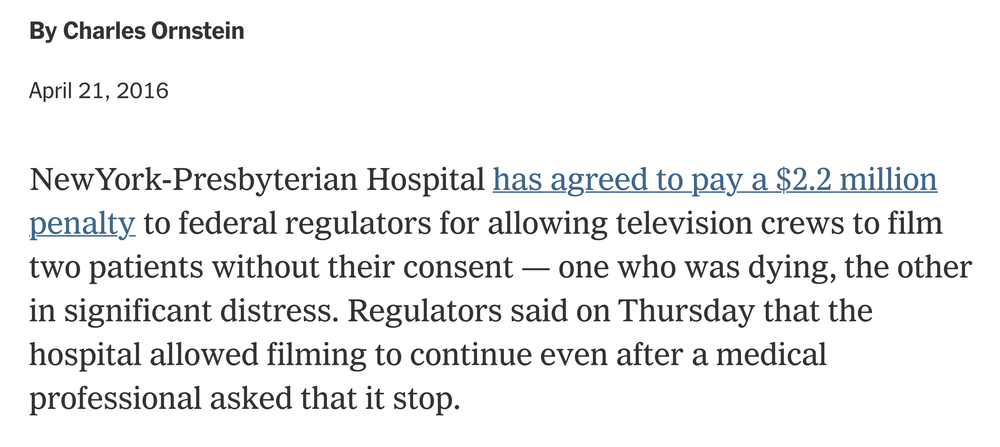 By Charles Ornstein
April 21, 2016
NewYork-Presbyterian Hospital has agreed to pay a $2.2 million
penalty to federal regulators for allowing television crews to film
two patients without their consent — one who was dying, the other
in significant distress. Regulators said on Thursday that the
hospital allowed filming to continue even after a medical
professional asked that it stop.